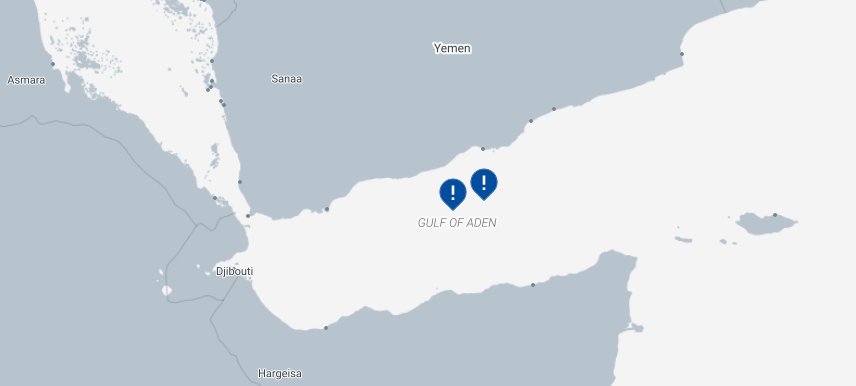 Yemen
Asmara
Sanaa
!
!
GULF OF ADEN
Djibouti
Hargeisa